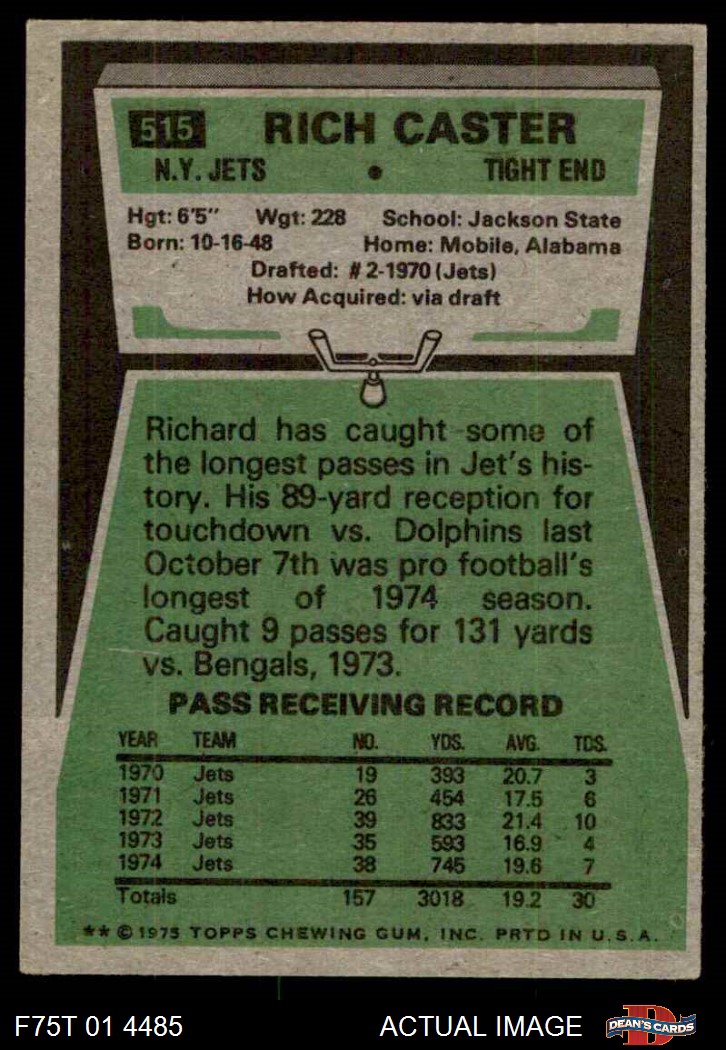 515 RICH CASTER
N.Y. JETS • TIGHT END
Hgt: 6'5" Wgt: 228 School: Jackson State
Born: 10-16-48 Home: Mobile, Alabama
Drafted: #2-1970 (Jets)
How Acquired: via draft
Richard has caught some of
the longest passes in Jet's his-
tory. His 89-yard reception for
touchdown vs. Dolphins last
October 7th was pro football's
longest of 1974 season.
Caught 9 passes for 131 yards
vs. Bengals, 1973.
PASS RECEIVING RECORD
YEAR TEAM NO. YDS. AVG. TDS.
1970 Jets 19 393 20.7 3
1971 Jets 26 454 17.5 6
1972 Jets 39 833 21.4 10
1973 Jets 35 593 16.9 4
1974 Jets 38 745 19.6 7
Totals 157 3018 19.2 30
** © 1975 TOPPS CHEWING GUM, INC. PRTD IN U.S.A.
F75T 01 4485 ACTUAL IMAGE D DEAN'S CARDS